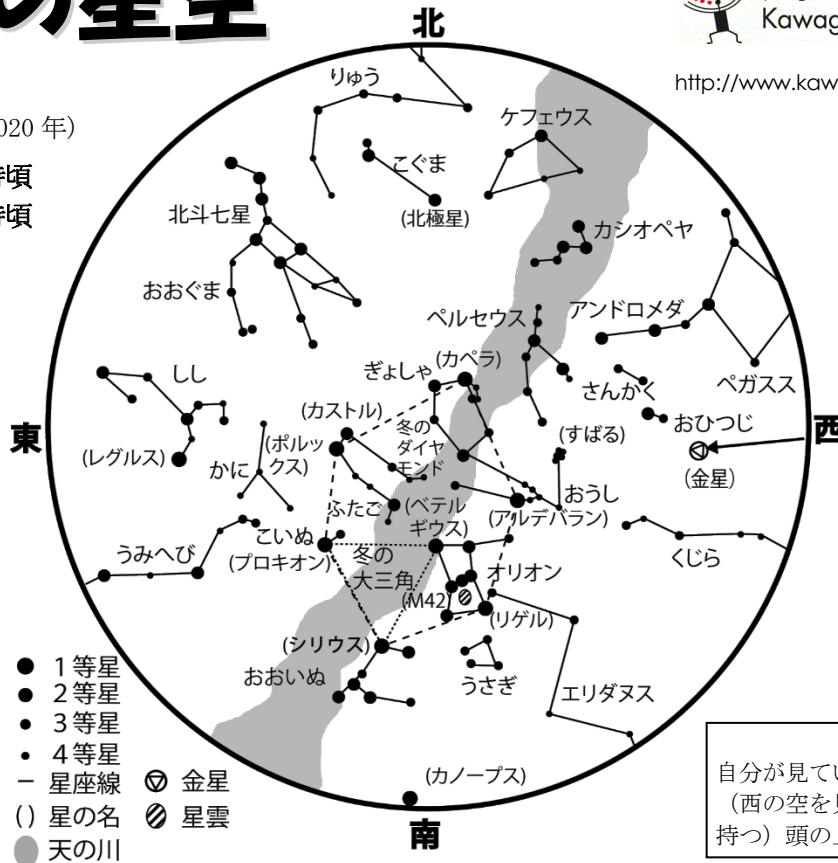 の星空
北
Kawag
http://www.kaw
020 年）
時頃
時頃
りゅう
ケフェウス
こぐま
(北極星)
北斗七星
カシオペヤ
おおぐま
ペルセウス
アンドロメダ
ぎょしゃ
(カペラ)
しし
さんかく
ペガスス
(カストル)
冬の
ダイヤ
モンド
おひつじ
東
西
(レグルス)
かに
(ポルッ
クス)
(すばる)
(金星)
ふたご
(ベテル
ギウス)
おうし
(アルデバラン)
うみへび
こいぬ
(プロキオン)
冬の
大三角
くじら
オリオン
(M42)
(リゲル)
(シリウス)
おおいぬ
うさぎ
エリダヌス
1等星
2等星
3等星
4等星
星座線
金星
() 星の名
星雲
天の川
(カノープス)
南
自分が見てい
（西の空を見
持つ）頭の上